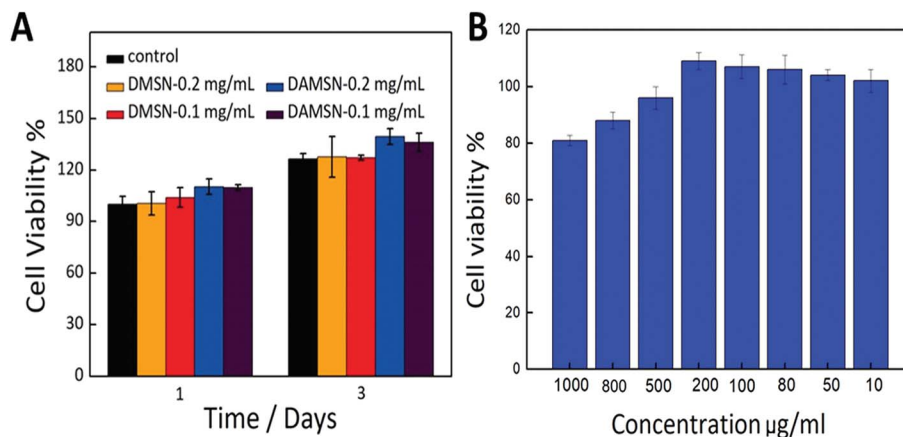 A
Cell Viability %
180
150
120
90
60
30
0
control
DMSN-0.2 mg/mL DAMSN-0.2 mg/mL
DMSN-0.1 mg/mL DAMSN-0.1 mg/mL
1 3
Time / Days
B
Cell viability %
120
100
80
60
40
20
0
1000 800 500 200 100 80 50 10
Concentration µg/ml